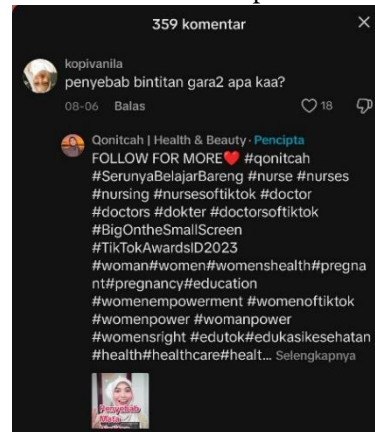 359 komentar
kopivanila
penyebab bintitan gara2 apa kaa?
08-06 Balas 18
Qonitcah | Health & Beauty · Pencipta
FOLLOW FOR MORE❤️ #qonitcah
#SerunyaBelajarBareng #nurse #nurses
#nursing #nursesoftiktok #doctor
#doctors #dokter #doctorsoftiktok
#BigOntheSmallScreen
#TikTokAwardsID2023
#woman#women#womenshealth#pregna
nt#pregnancy#education
#womenempowerment #womenoftiktok
#womenpower #womanpower
#womensright #edutok#edukasikesehatan
#health#healthcare#healt... Selengkapnya
Penyebab
Mata